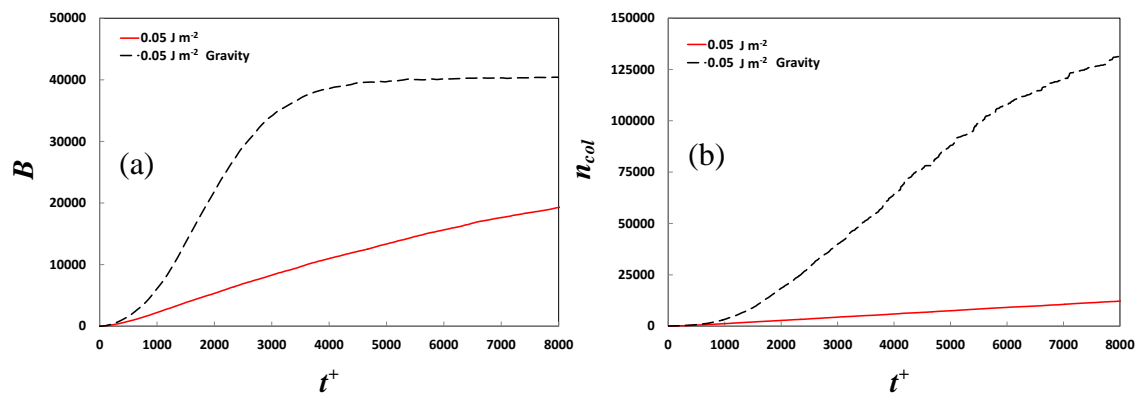 50000
40000
30000
20000
10000
0
B
0.05 J m⁻²
0.05 J m⁻² Gravity
(a)
0 1000 2000 3000 4000 5000 6000 7000 8000
t⁺
150000
125000
100000
75000
50000
25000
0
n_col
0.05 J m⁻²
0.05 J m⁻² Gravity
(b)
0 1000 2000 3000 4000 5000 6000 7000 8000
t⁺